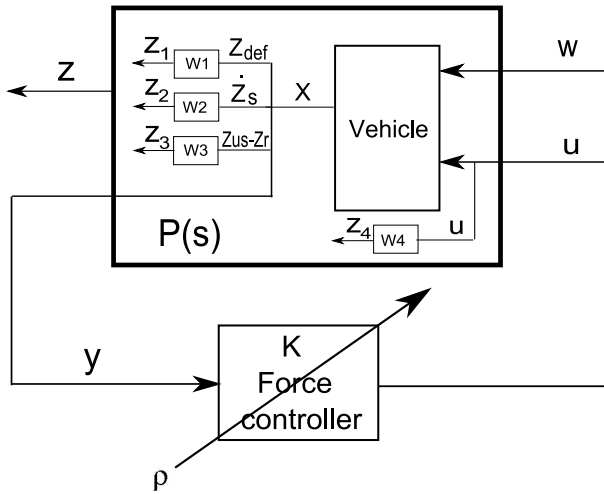 z
z₁ W1 Zdef
z₂ W2 Żs
z₃ W3 Zus-Zr
X
Vehicle
w
u
P(s)
z₄ W4 u
y
K
Force
controller
ρ